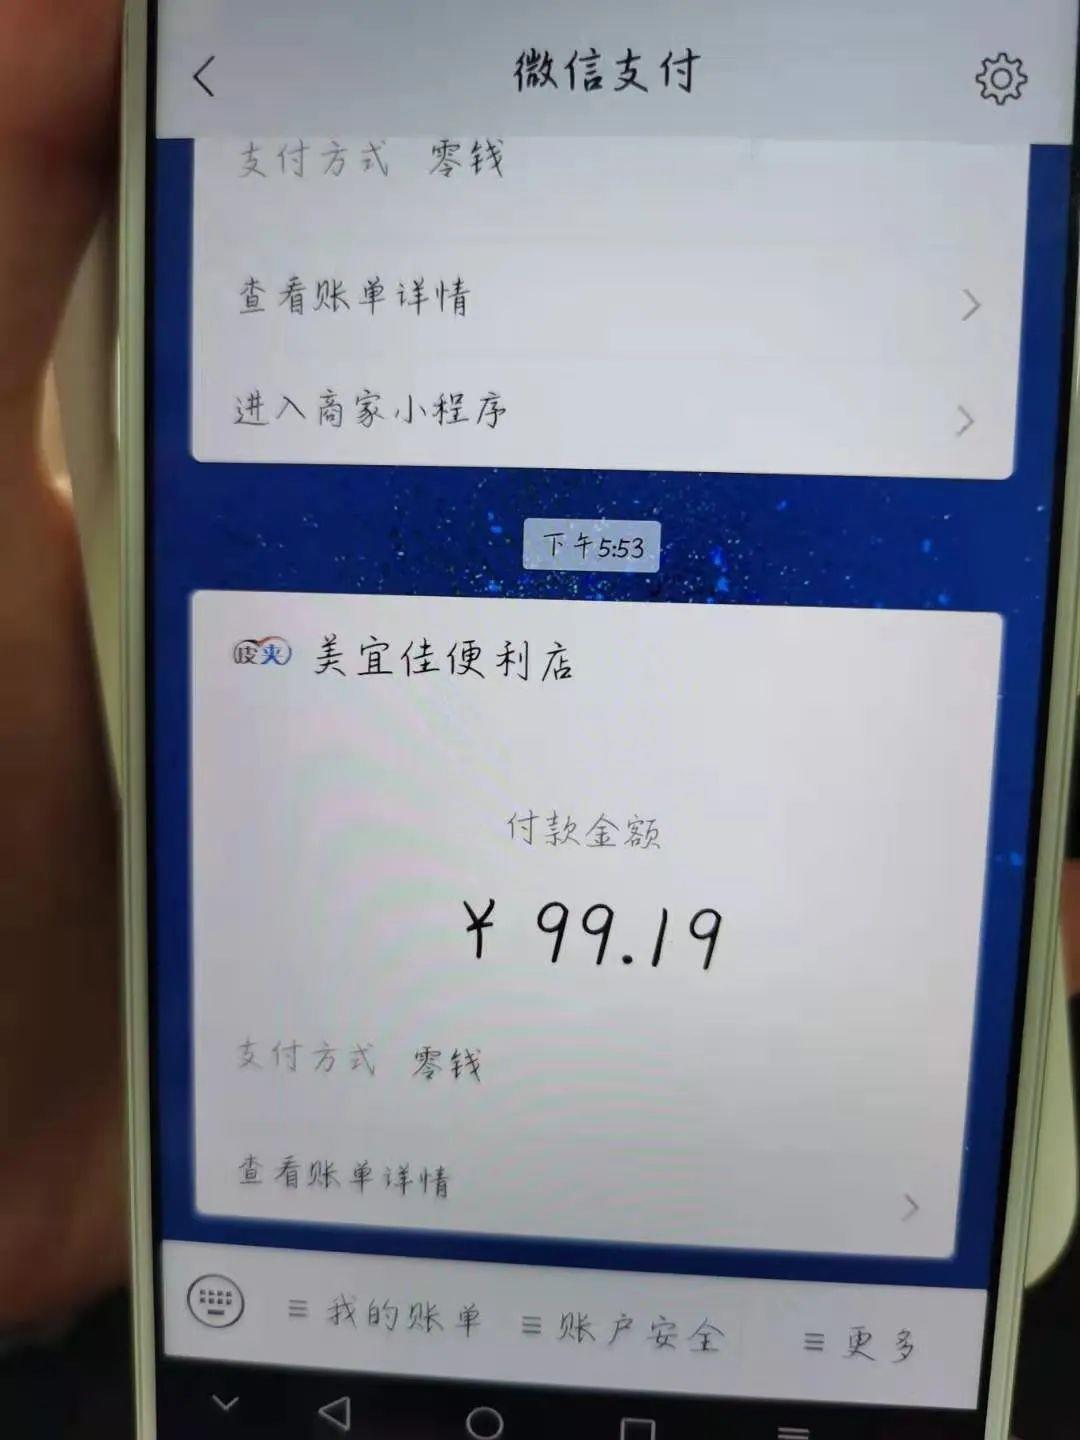 微信支付
支付方式 零钱
查看账单详情
进入商家小程序
下午5:53
皮夹 美宜佳便利店
付款金额
¥ 99.19
支付方式 零钱
查看账单详情
我的账单 账户安全 更多